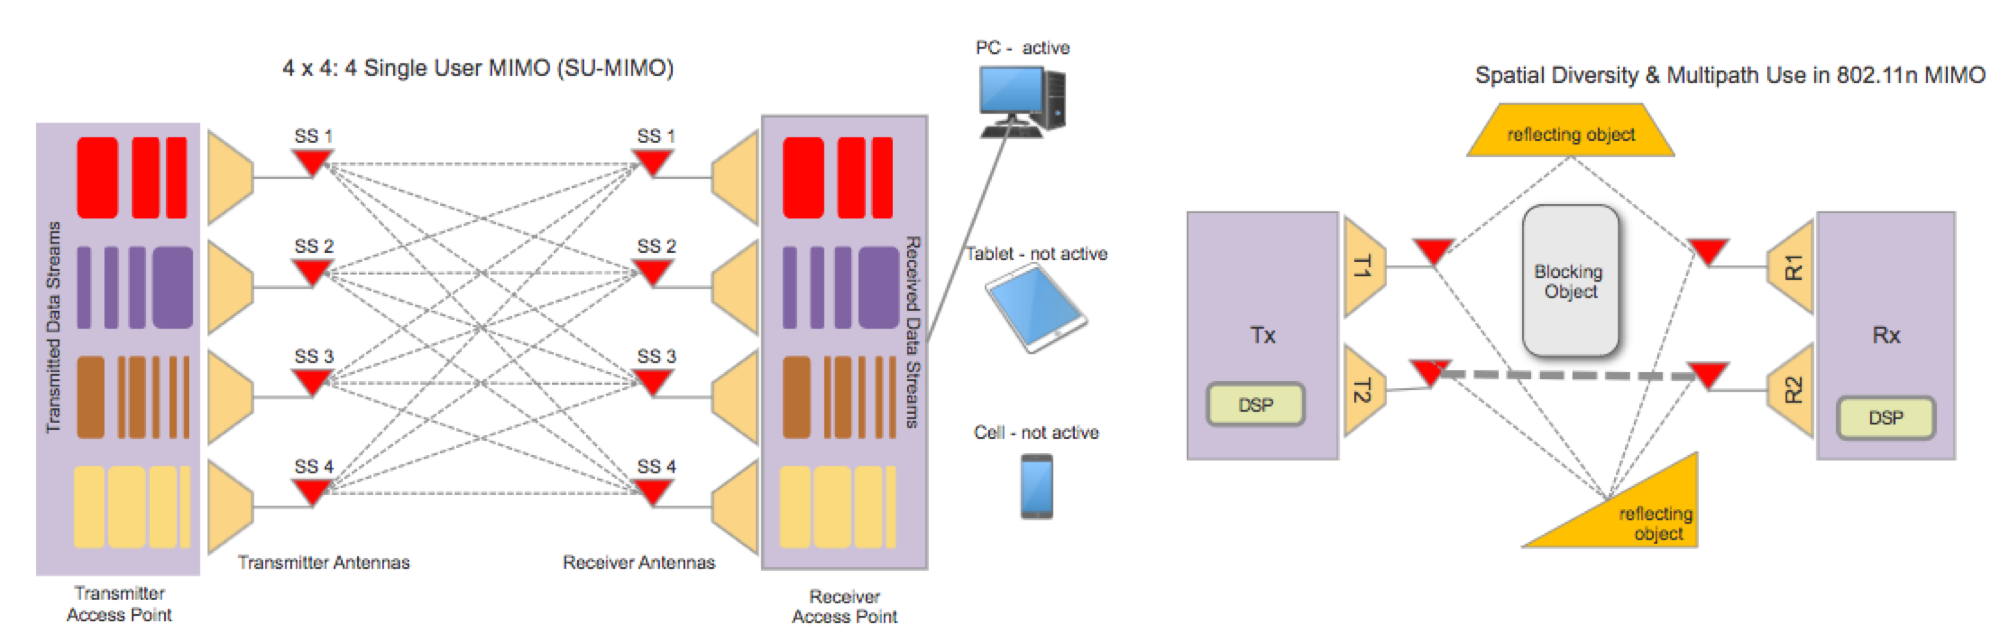 4 x 4: 4 Single User MIMO (SU-MIMO)
Transmitted Data Streams
SS 1
SS 2
SS 3
SS 4
Transmitter Antennas
Transmitter
Access Point
SS 1
SS 2
SS 3
SS 4
Receiver Antennas
Received Data Streams
Receiver
Access Point
PC - active
Tablet - not active
Cell - not active
Spatial Diversity & Multipath Use in 802.11n MIMO
reflecting object
Blocking
Object
Tx
DSP
T1
T2
R1
R2
Rx
DSP
reflecting
object